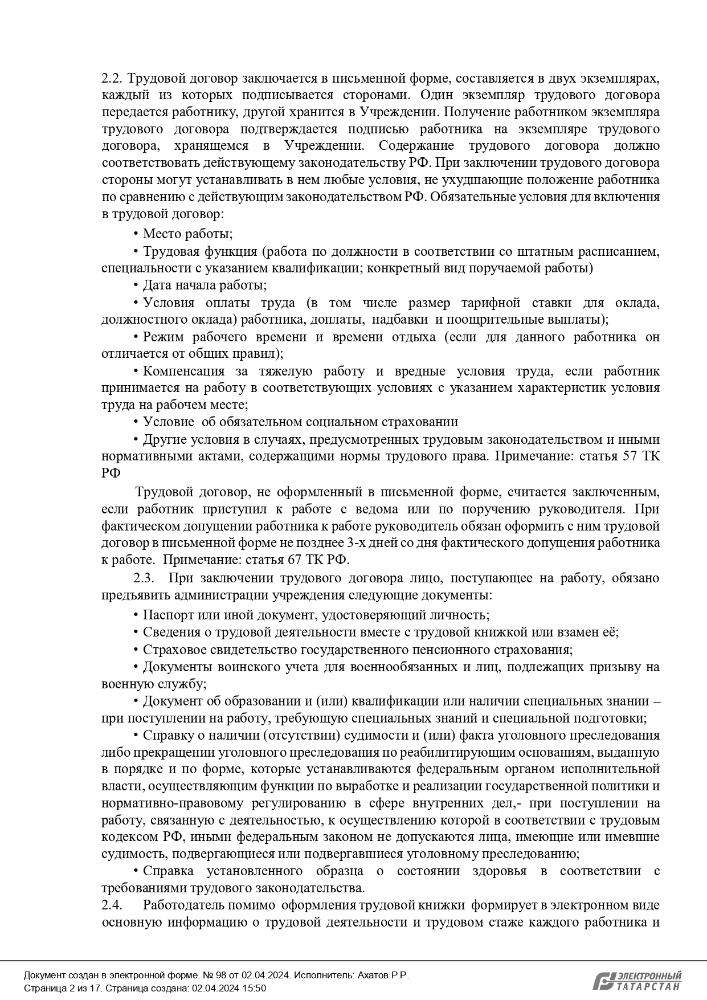 2.2. Трудовой договор заключается в письменной форме, составляется в двух экземплярах,
каждый из которых подписывается сторонами. Один экземпляр трудового договора
передается работнику, другой хранится в Учреждении. Получение работником экземпляра
трудового договора подтверждается подписью работника на экземпляре трудового
договора, хранящемся в Учреждении. Содержание трудового договора должно
соответствовать действующему законодательству РФ. При заключении трудового договора
стороны могут устанавливать в нем любые условия, не ухудшающие положение работника
по сравнению с действующим законодательством РФ. Обязательные условия для включения
в трудовой договор:
• Место работы;
• Трудовая функция (работа по должности в соответствии со штатным расписанием,
специальности с указанием квалификации; конкретный вид поручаемой работы)
• Дата начала работы;
• Условия оплаты труда (в том числе размер тарифной ставки для оклада,
должностного оклада) работника, доплаты, надбавки и поощрительные выплаты);
• Режим рабочего времени и времени отдыха (если для данного работника он
отличается от общих правил);
• Компенсация за тяжелую работу и вредные условия труда, если работник
принимается на работу в соответствующих условиях с указанием характеристик условия
труда на рабочем месте;
• Условие об обязательном социальном страховании
• Другие условия в случаях, предусмотренных трудовым законодательством и иными
нормативными актами, содержащими нормы трудового права. Примечание: статья 57 ТК
РФ
Трудовой договор, не оформленный в письменной форме, считается заключенным,
если работник приступил к работе с ведома или по поручению руководителя. При
фактическом допущении работника к работе руководитель обязан оформить с ним трудовой
договор в письменной форме не позднее 3-х дней со дня фактического допущения работника
к работе. Примечание: статья 67 ТК РФ.
2.3. При заключении трудового договора лицо, поступающее на работу, обязано
предъявить администрации учреждения следующие документы:
• Паспорт или иной документ, удостоверяющий личность;
• Сведения о трудовой деятельности вместе с трудовой книжкой или взамен её;
• Страховое свидетельство государственного пенсионного страхования;
• Документы воинского учета для военнообязанных и лиц, подлежащих призыву на
военную службу;
• Документ об образовании и (или) квалификации или наличии специальных знании –
при поступлении на работу, требующую специальных знаний и специальной подготовки;
• Справку о наличии (отсутствии) судимости и (или) факта уголовного преследования
либо прекращении уголовного преследования по реабилитирующим основаниям, выданную
в порядке и по форме, которые устанавливаются федеральным органом исполнительной
власти, осуществляющим функции по выработке и реализации государственной политики и
нормативно-правовому регулированию в сфере внутренних дел,- при поступлении на
работу, связанную с деятельностью, к осуществлению которой в соответствии с трудовым
кодексом РФ, иными федеральным законом не допускаются лица, имеющие или имевшие
судимость, подвергающиеся или подвергавшиеся уголовному преследованию;
• Справка установленного образца о состоянии здоровья в соответствии с
требованиями трудового законодательства.
2.4. Работодатель помимо оформления трудовой книжки формирует в электронном виде
основную информацию о трудовой деятельности и трудовом стаже каждого работника и
Документ создан в электронной форме. № 98 от 02.04.2024. Исполнитель: Ахатов Р.Р.
Страница 2 из 17. Страница создана: 02.04.2024 15:50
ЭЛЕКТРОННЫЙ
ТАТАРСТАН